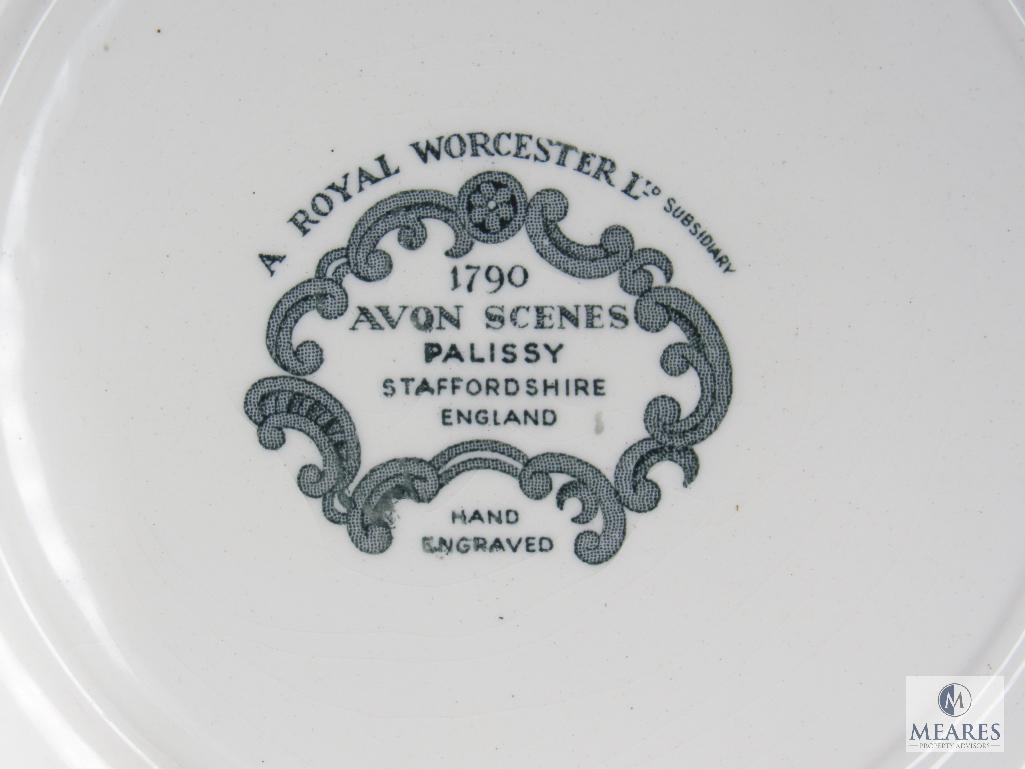 A ROYAL WORCESTER LTD SUBSIDIARY
1790
AVON SCENES
PALISSY
STAFFORDSHIRE
ENGLAND
HAND
ENGRAVED
M
MEARES
PROPERTY ADVISORS